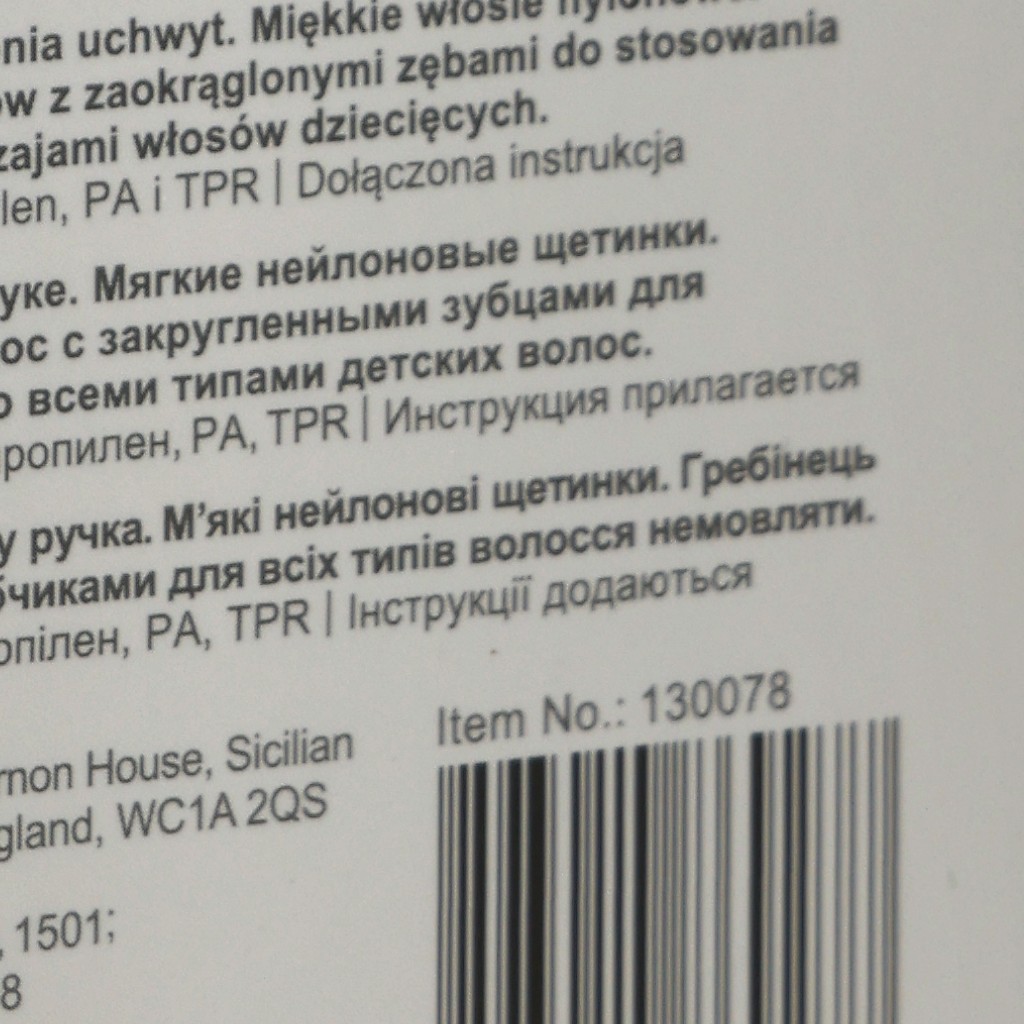 nia uchwyt. Miękkie włosie
ów z zaokrąglonymi zębami do stosowania
zajami włosów dziecięcych.
len, PA i TPR | Dołączona instrukcja
уке. Мягкие нейлоновые щетинки.
ос с закругленными зубцами для
о всеми типами детских волос.
пропилен, PA, TPR | Инструкция прилагается
у ручка. М’які нейлонові щетинки. Гребінець
бчиками для всіх типів волосся немовляти.
опілен, PA, TPR | Інструкції додаються
Item No.: 130078
rnon House, Sicilian
gland, WC1A 2QS
, 1501;
8